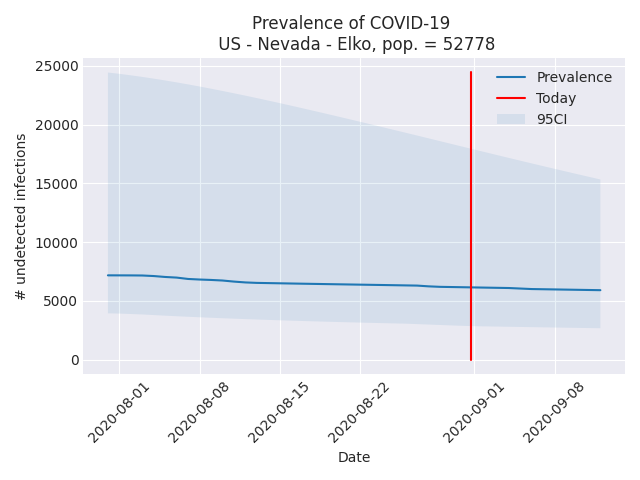 Prevalence of COVID-19
US - Nevada - Elko, pop. = 52778
25000
20000
15000
10000
5000
0
# undetected infections
Prevalence
Today
95CI
2020-08-01
2020-08-08
2020-08-15
2020-08-22
2020-09-01
2020-09-08
Date